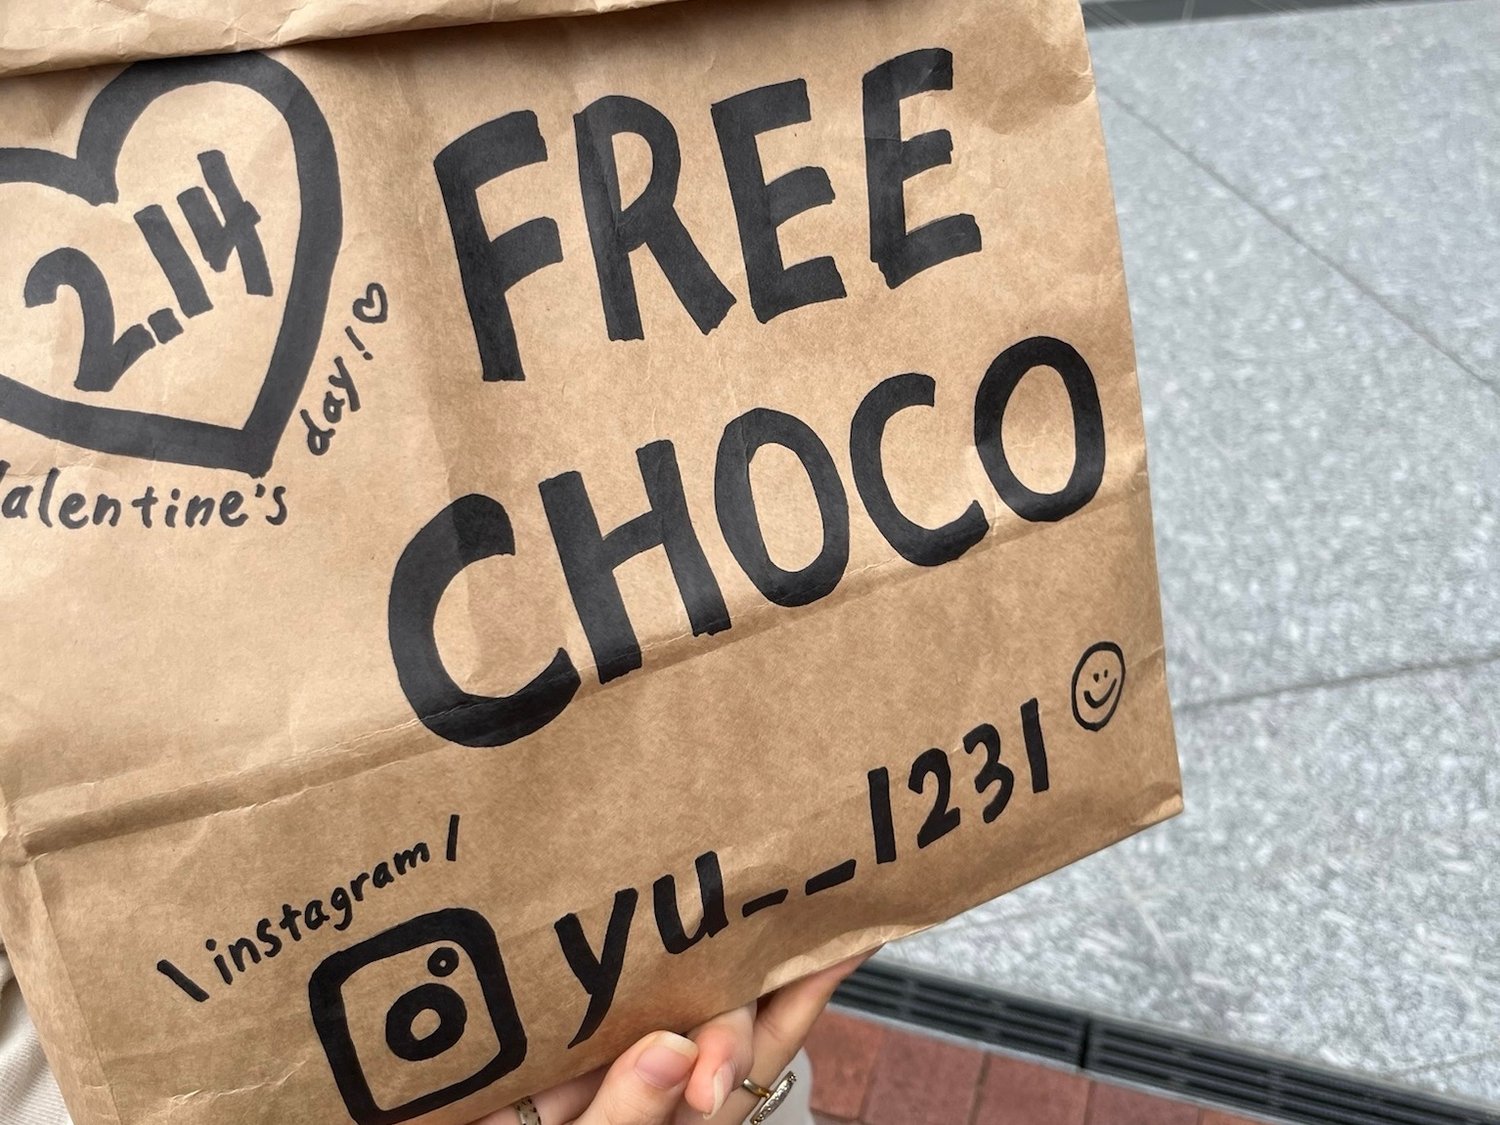 2.14
Valentine's day!♡
FREE
CHOCO
\instagram/
yu__1231